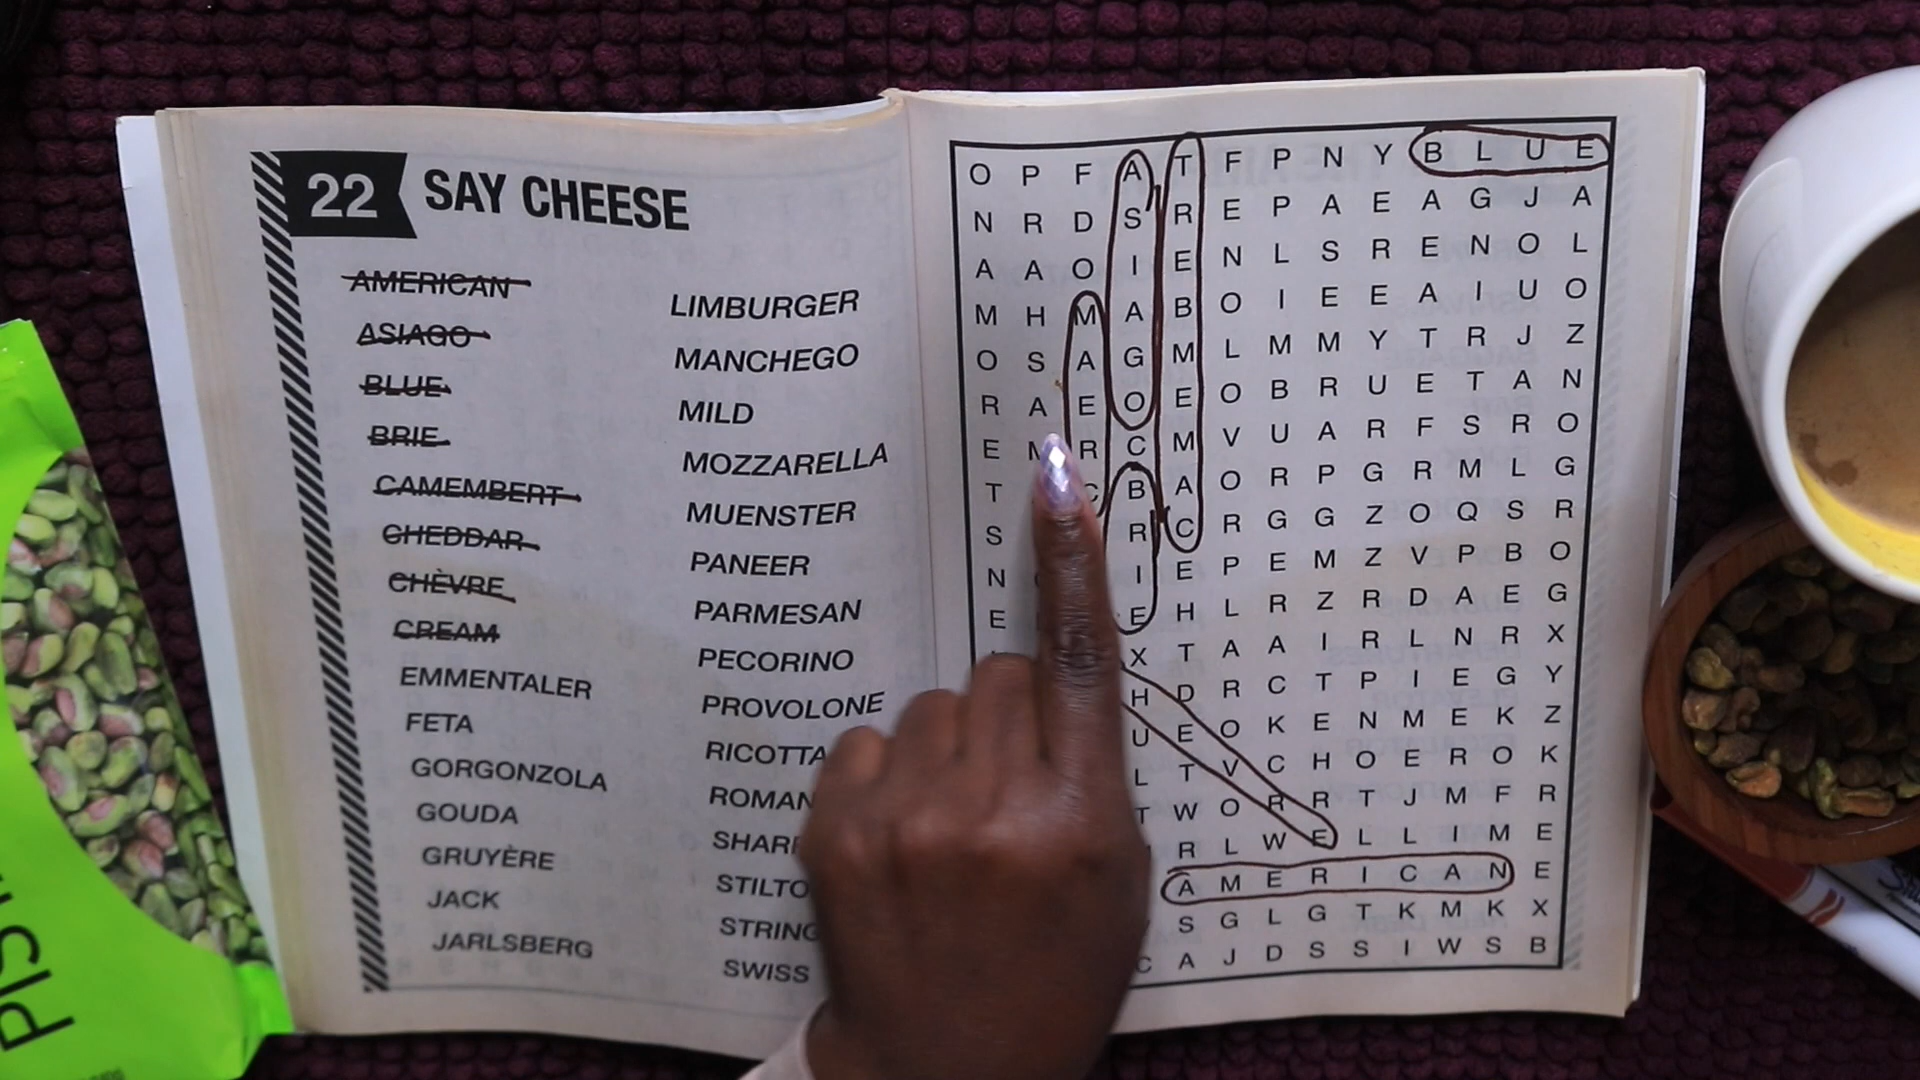 22 SAY CHEESE
AMERICAN
ASIAGO
BLUE
BRIE
CAMEMBERT
CHEDDAR
CHÈVRE
CREAM
EMMENTALER
FETA
GORGONZOLA
GOUDA
GRUYÈRE
JACK
JARLSBERG
LIMBURGER
MANCHEGO
MILD
MOZZARELLA
MUENSTER
PANEER
PARMESAN
PECORINO
PROVOLONE
RICOTTA
SWISS
O P F A T F P N Y B L U E
N R D S R E P A E A G J A
A A O I E N L S R E N O L
M H M A B O I E E A I U O
O S A G M L M M Y T R J Z
R A E O E O B R U E T A N
E M R C M V U A R F S R O
T C B A O R P G R M L G
S R C R G G Z O Q S R
N I E P E M Z V P B O
E E H L R Z R D A E G
X T A A I R L N R X
H D R C T P I E G Y
U E O K E N M E K Z
L T V C H O E R O K
T W O R R T J M F R
R L W E L L I M E
A M E R I C A N E
S G L G T K M K X
C A J D S S I W S B